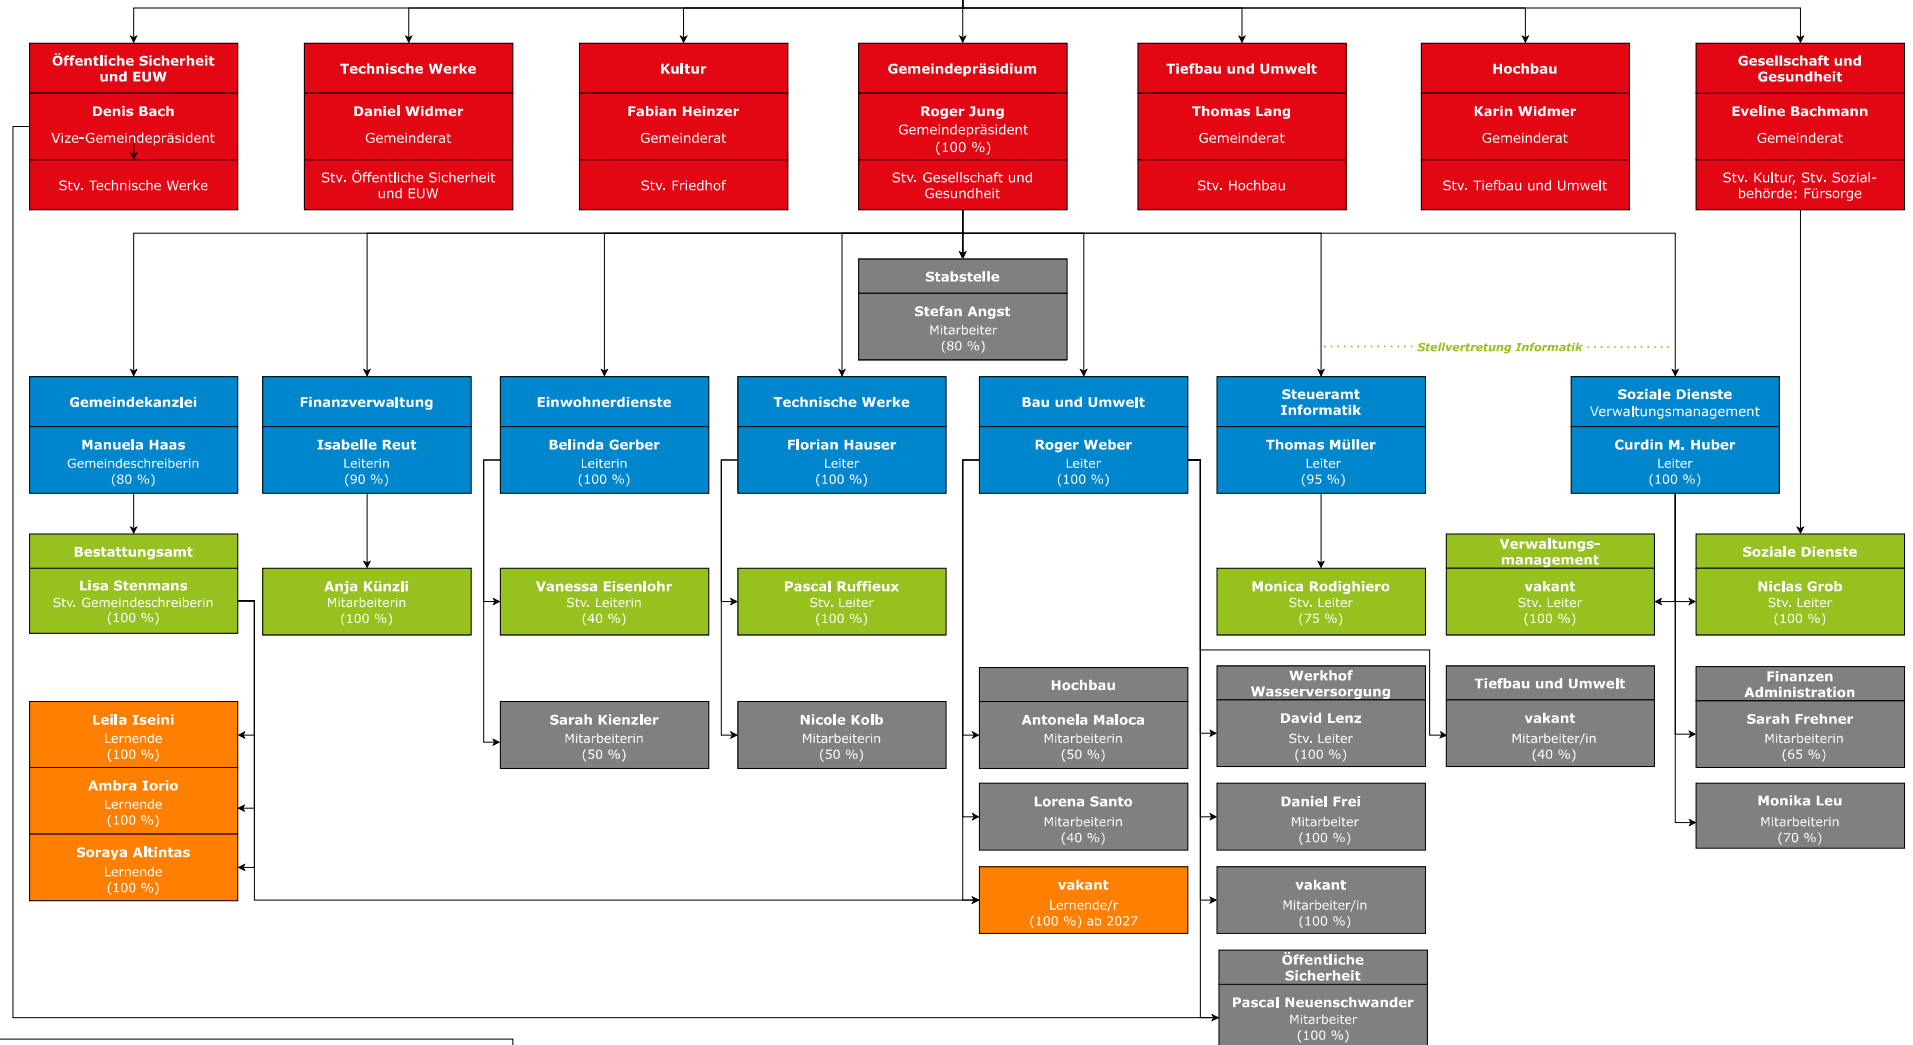 Öffentliche Sicherheit
und EUW
Denis Bach
Vize-Gemeindepräsident
Stv. Technische Werke
Technische Werke
Daniel Widmer
Gemeinderat
Stv. Öffentliche Sicherheit
und EUW
Kultur
Fabian Heinzer
Gemeinderat
Stv. Friedhof
Gemeindepräsidium
Roger Jung
Gemeindepräsident
(100 %)
Stv. Gesellschaft und
Gesundheit
Tiefbau und Umwelt
Thomas Lang
Gemeinderat
Stv. Hochbau
Hochbau
Karin Widmer
Gemeinderat
Stv. Tiefbau und Umwelt
Gesellschaft und
Gesundheit
Eveline Bachmann
Gemeinderat
Stv. Kultur, Stv. Sozial-
behörde: Fürsorge
Stabstelle
Stefan Angst
Mitarbeiter
(80 %)
Stellvertretung Informatik
Gemeindekanzlei
Manuela Haas
Gemeindeschreiberin
(80 %)
Finanzverwaltung
Isabelle Reut
Leiterin
(90 %)
Einwohnerdienste
Belinda Gerber
Leiterin
(100 %)
Technische Werke
Florian Hauser
Leiter
(100 %)
Bau und Umwelt
Roger Weber
Leiter
(100 %)
Steueramt
Informatik
Thomas Müller
Leiter
(95 %)
Soziale Dienste
Verwaltungsmanagement
Curdin M. Huber
Leiter
(100 %)
Bestattungsamt
Lisa Stenmans
Stv. Gemeindeschreiberin
(100 %)
Anja Künzli
Mitarbeiterin
(100 %)
Vanessa Eisenlohr
Stv. Leiterin
(40 %)
Pascal Ruffieux
Stv. Leiter
(100 %)
Monica Rodighiero
Stv. Leiter
(75 %)
Verwaltungs-
management
vakant
Stv. Leiter
(100 %)
Soziale Dienste
Niclas Grob
Stv. Leiter
(100 %)
Leila Iseini
Lernende
(100 %)
Ambra Iorio
Lernende
(100 %)
Soraya Altintas
Lernende
(100 %)
Sarah Kienzler
Mitarbeiterin
(50 %)
Nicole Kolb
Mitarbeiterin
(50 %)
Hochbau
Antonela Maloca
Mitarbeiterin
(50 %)
Lorena Santo
Mitarbeiterin
(40 %)
vakant
Lernende/r
(100 %) ab 2027
Werkhof
Wasserversorgung
David Lenz
Stv. Leiter
(100 %)
Daniel Frei
Mitarbeiter
(100 %)
vakant
Mitarbeiter/in
(100 %)
Öffentliche
Sicherheit
Pascal Neuenschwander
Mitarbeiter
(100 %)
Tiefbau und Umwelt
vakant
Mitarbeiter/in
(40 %)
Finanzen
Administration
Sarah Frehner
Mitarbeiterin
(65 %)
Monika Leu
Mitarbeiterin
(70 %)